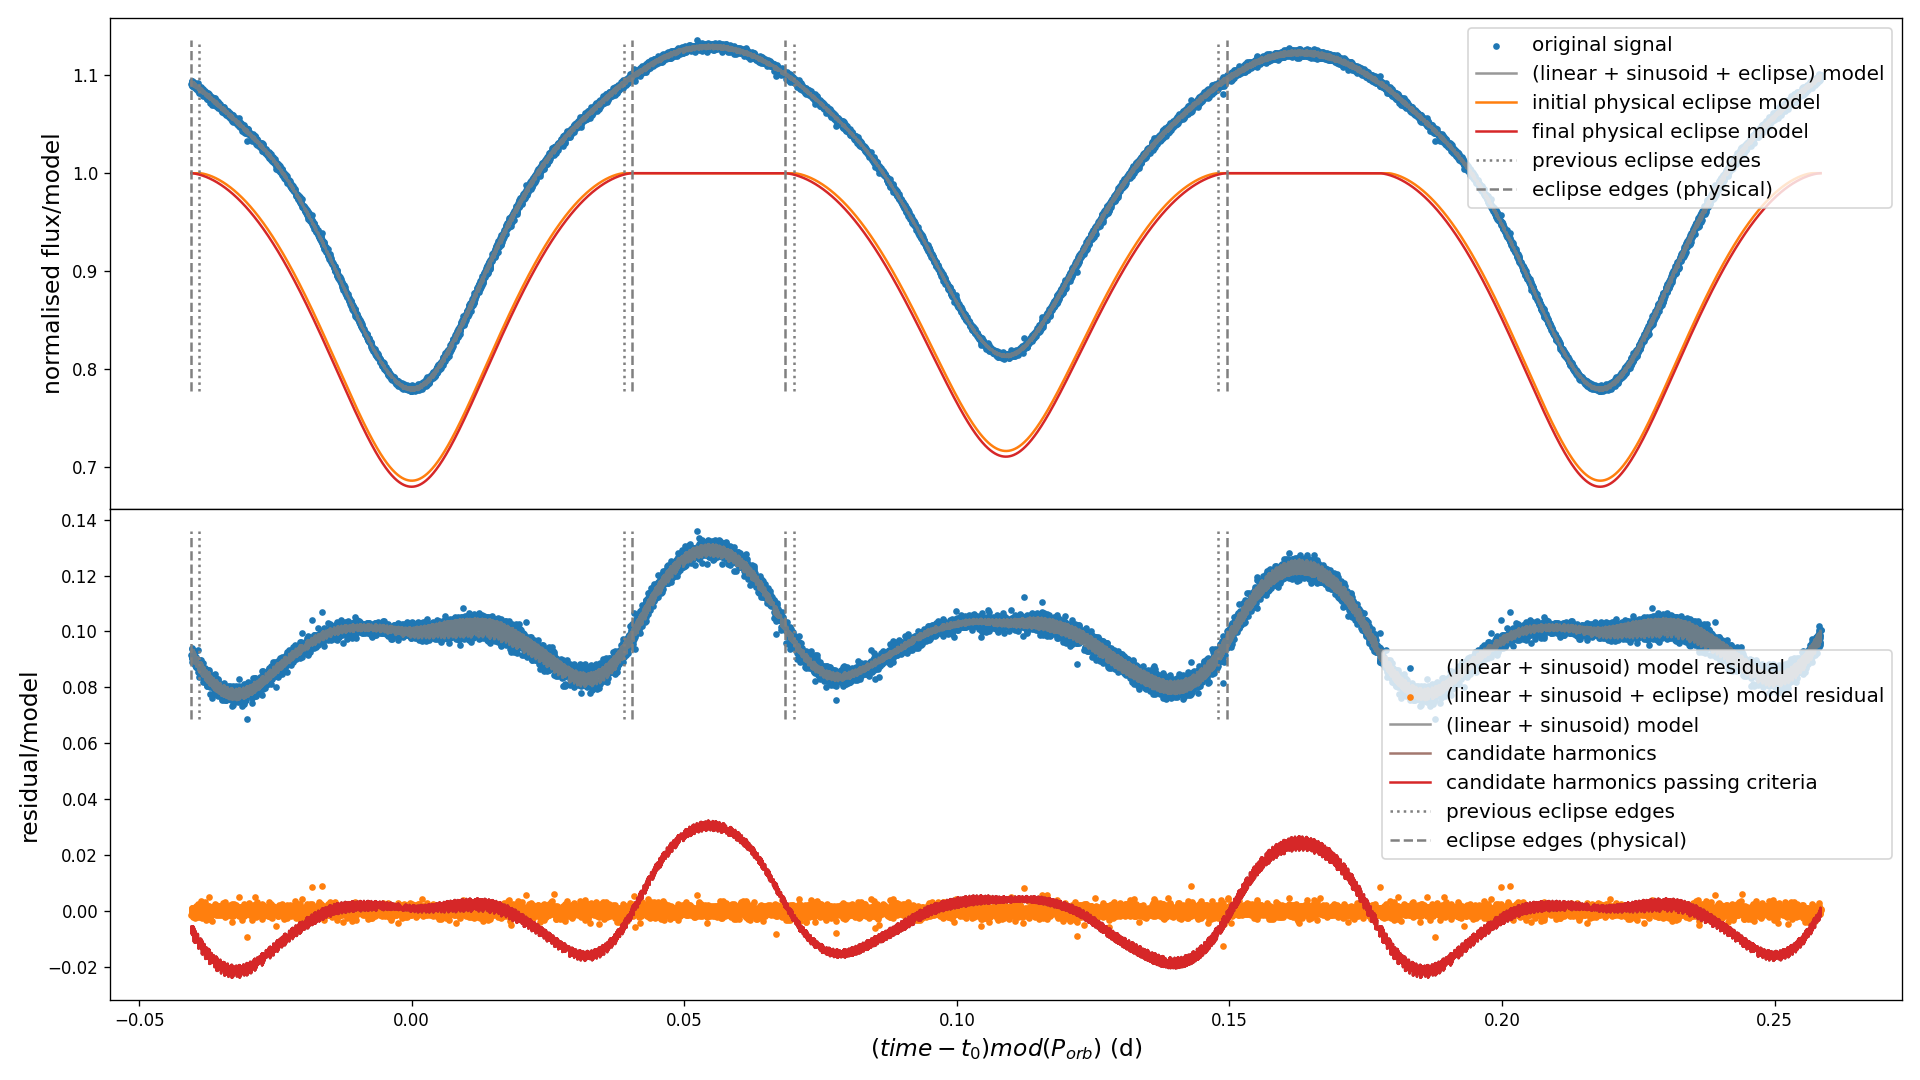 normalised flux/model
1.1
1.0
0.9
0.8
0.7
original signal
(linear + sinusoid + eclipse) model
initial physical eclipse model
final physical eclipse model
previous eclipse edges
eclipse edges (physical)
residual/model
0.14
0.12
0.10
0.08
0.06
0.04
0.02
0.00
−0.02
(linear + sinusoid) model residual
(linear + sinusoid + eclipse) model residual
(linear + sinusoid) model
candidate harmonics
candidate harmonics passing criteria
previous eclipse edges
eclipse edges (physical)
−0.05 0.00 0.05 0.10 0.15 0.20 0.25
(time − t₀)mod(P_orb) (d)